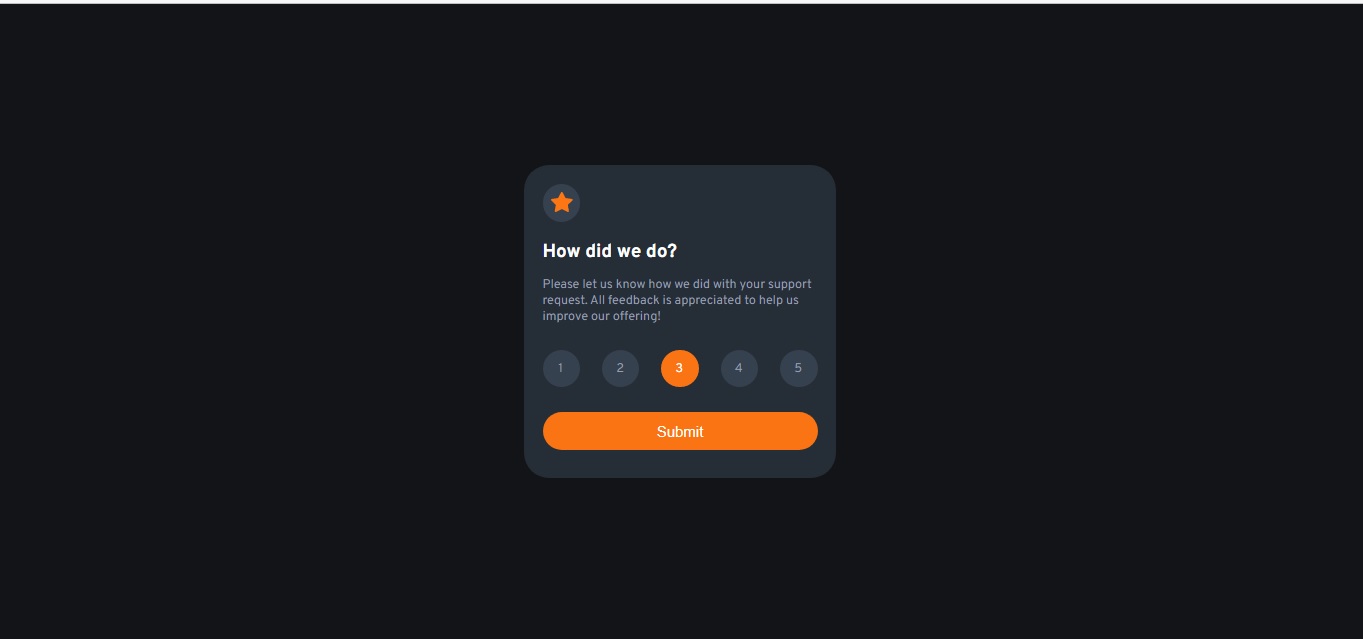 How did we do?
Please let us know how we did with your support
request. All feedback is appreciated to help us
improve our offering!
1 2 3 4 5
Submit